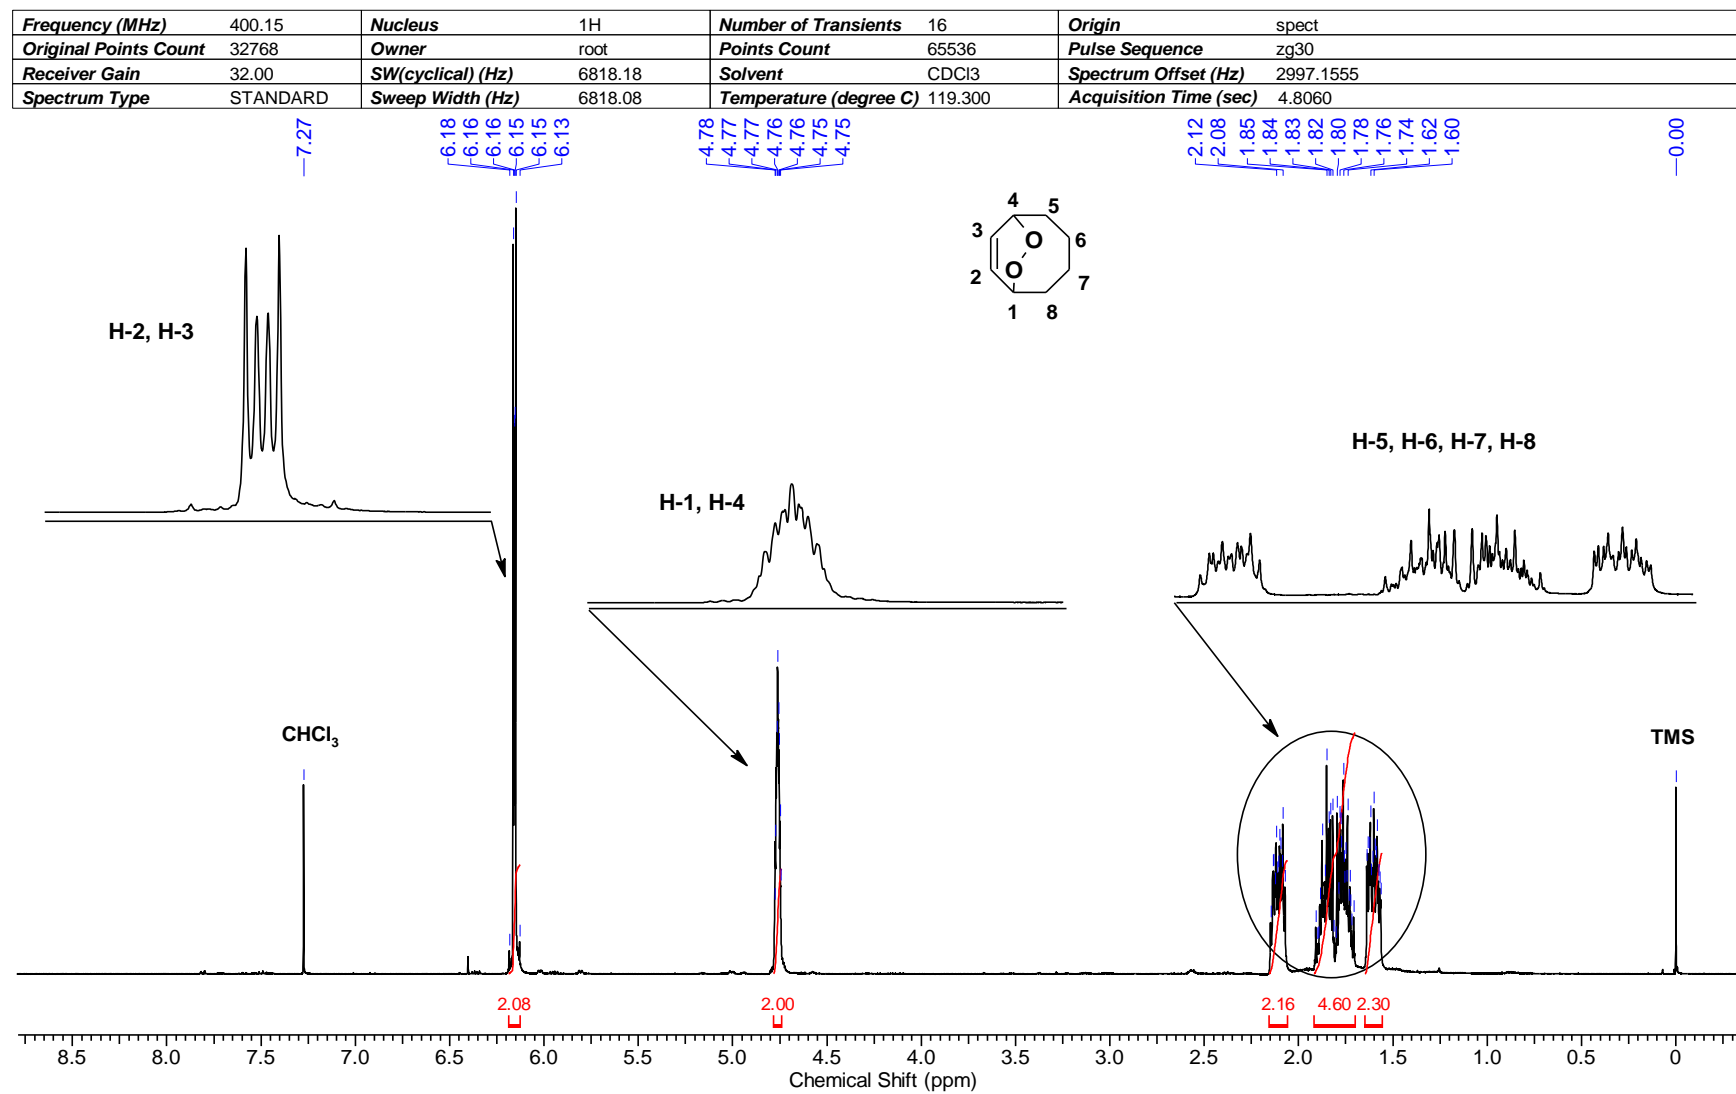 Frequency (MHz) 400.15 Nucleus 1H Number of Transients 16 Origin spect
Original Points Count 32768 Owner root Points Count 65536 Pulse Sequence zg30
Receiver Gain 32.00 SW(cyclical) (Hz) 6818.18 Solvent CDCl3 Spectrum Offset (Hz) 2997.1555
Spectrum Type STANDARD Sweep Width (Hz) 6818.08 Temperature (degree C) 119.300 Acquisition Time (sec) 4.8060
7.27 6.18 6.16 6.16 6.15 6.15 6.13 4.78 4.77 4.77 4.76 4.76 4.75 4.75 2.12 2.08 1.85 1.84 1.83 1.82 1.80 1.78 1.76 1.74 1.62 1.60 0.00
4 5
3 O 6
2 O 7
1 8
H-2, H-3
H-5, H-6, H-7, H-8
H-1, H-4
CHCl3
TMS
2.08 2.00 2.16 4.60 2.30
8.5 8.0 7.5 7.0 6.5 6.0 5.5 5.0 4.5 4.0 3.5 3.0 2.5 2.0 1.5 1.0 0.5 0
Chemical Shift (ppm)